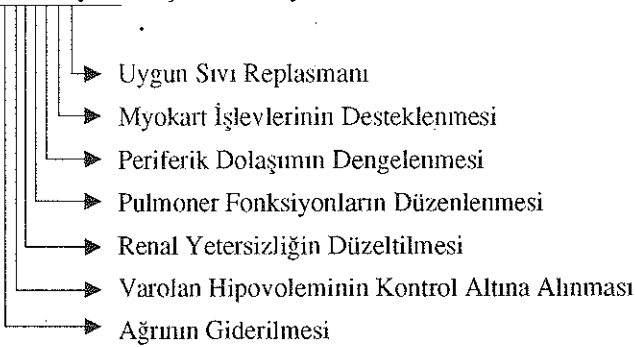 Uygun Sıvı Replasmanı
Myokart İşlevlerinin Desteklenmesi
Periferik Dolaşımın Dengelenmesi
Pulmoner Fonksiyonların Düzenlenmesi
Renal Yetersizliğin Düzeltilmesi
Varolan Hipovoleminin Kontrol Altına Alınması
Ağrının Giderilmesi